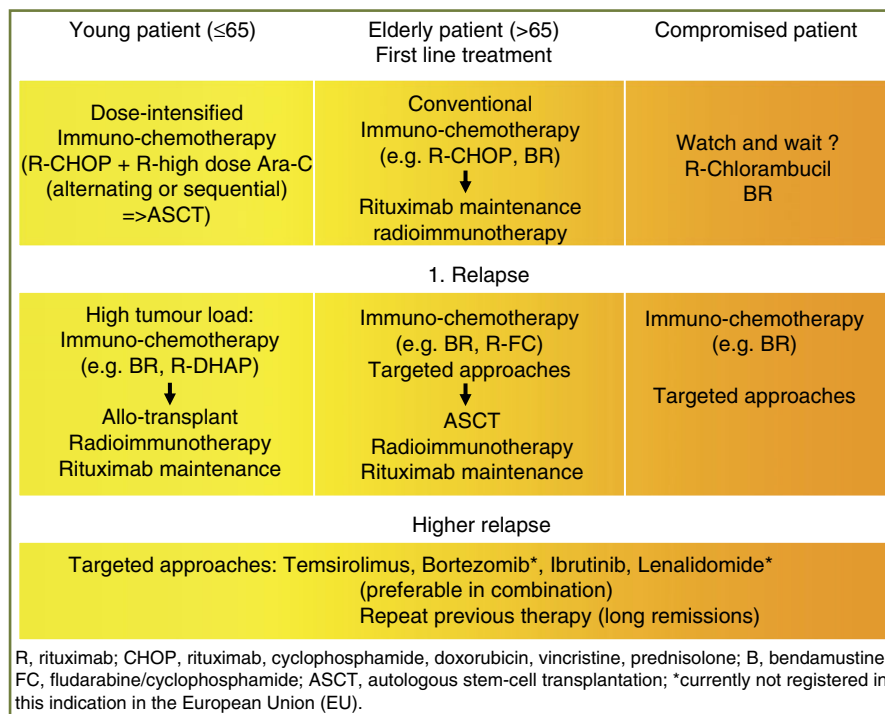 Young patient (≤65)
Elderly patient (>65)
Compromised patient
First line treatment
Dose-intensified
Immuno-chemotherapy
(R-CHOP + R-high dose Ara-C
(alternating or sequential)
=>ASCT)
Conventional
Immuno-chemotherapy
(e.g. R-CHOP, BR)
Rituximab maintenance
radioimmunotherapy
Watch and wait ?
R-Chlorambucil
BR
1. Relapse
High tumour load:
Immuno-chemotherapy
(e.g. BR, R-DHAP)
Allo-transplant
Radioimmunotherapy
Rituximab maintenance
Immuno-chemotherapy
(e.g. BR, R-FC)
Targeted approaches
ASCT
Radioimmunotherapy
Rituximab maintenance
Immuno-chemotherapy
(e.g. BR)
Targeted approaches
Higher relapse
Targeted approaches: Temsirolimus, Bortezomib*, Ibrutinib, Lenalidomide*
(preferable in combination)
Repeat previous therapy (long remissions)
R, rituximab; CHOP, rituximab, cyclophosphamide, doxorubicin, vincristine, prednisolone; B, bendamustine
FC, fludarabine/cyclophosphamide; ASCT, autologous stem-cell transplantation; *currently not registered in
this indication in the European Union (EU).